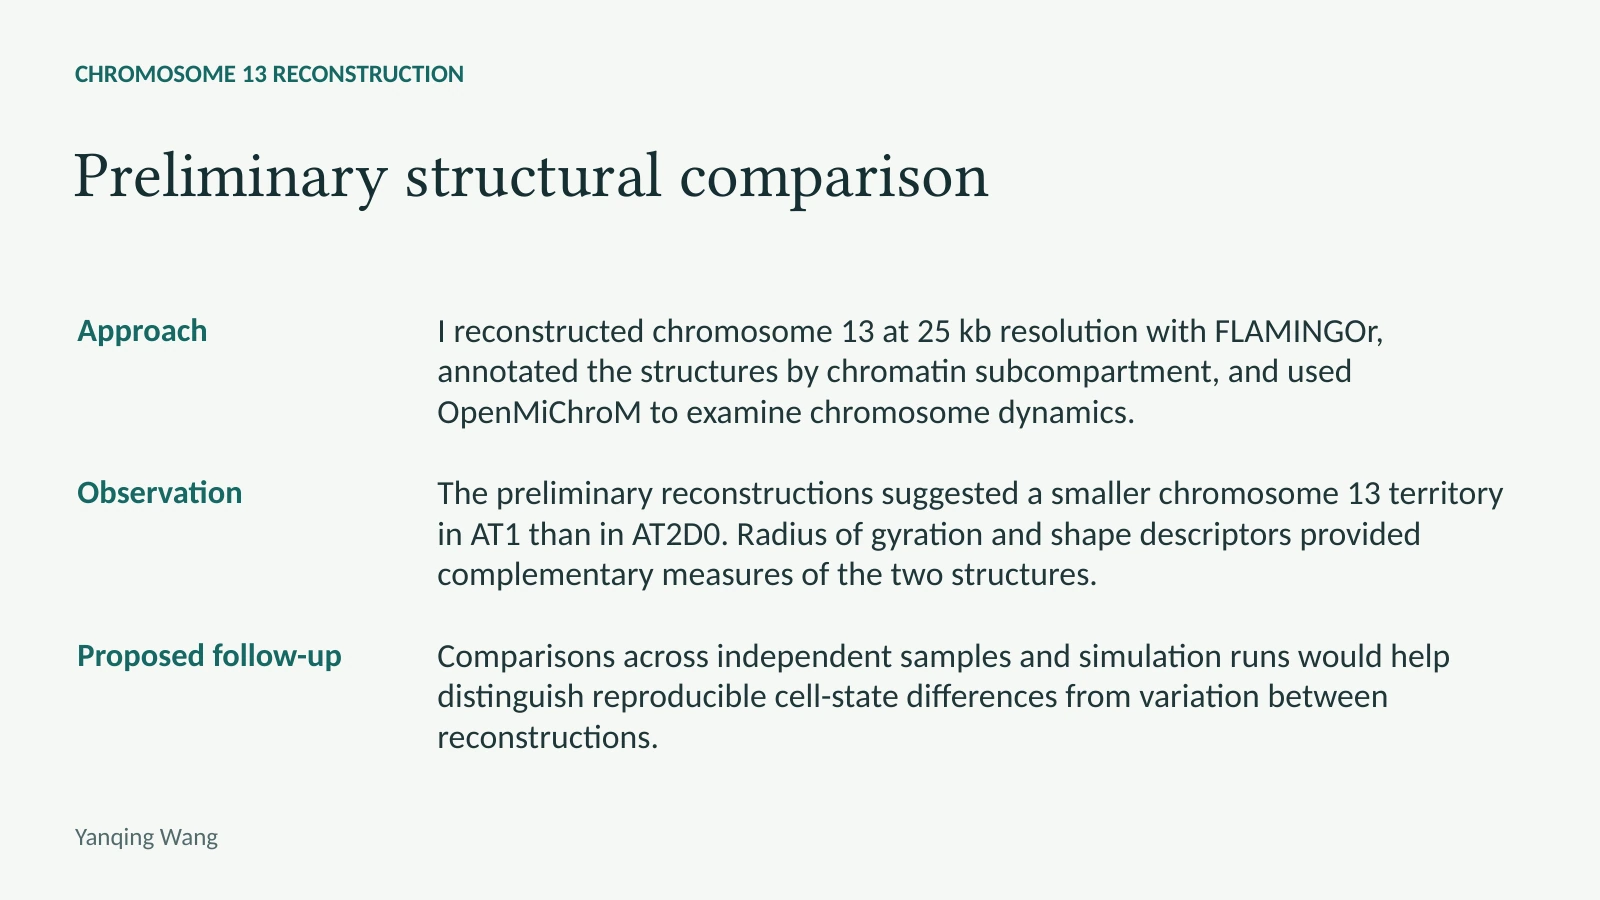 CHROMOSOME 13 RECONSTRUCTION
Preliminary structural comparison
Approach
I reconstructed chromosome 13 at 25 kb resolution with FLAMINGOr,
annotated the structures by chromatin subcompartment, and used
OpenMiChroM to examine chromosome dynamics.
Observation
The preliminary reconstructions suggested a smaller chromosome 13 territory
in AT1 than in AT2D0. Radius of gyration and shape descriptors provided
complementary measures of the two structures.
Proposed follow-up
Comparisons across independent samples and simulation runs would help
distinguish reproducible cell-state differences from variation between
reconstructions.
Yanqing Wang